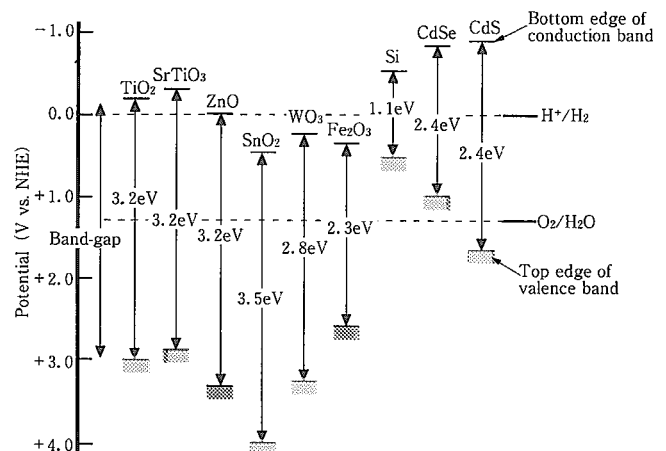 Potential (V vs. NHE)
−1.0
0.0
+1.0
+2.0
+3.0
+4.0
Band-gap
TiO₂
3.2eV
SrTiO₃
3.2eV
ZnO
3.2eV
SnO₂
3.5eV
WO₃
2.8eV
Fe₂O₃
2.3eV
Si
1.1eV
CdSe
2.4eV
CdS
2.4eV
Bottom edge of
conduction band
H⁺/H₂
O₂/H₂O
Top edge of
valence band